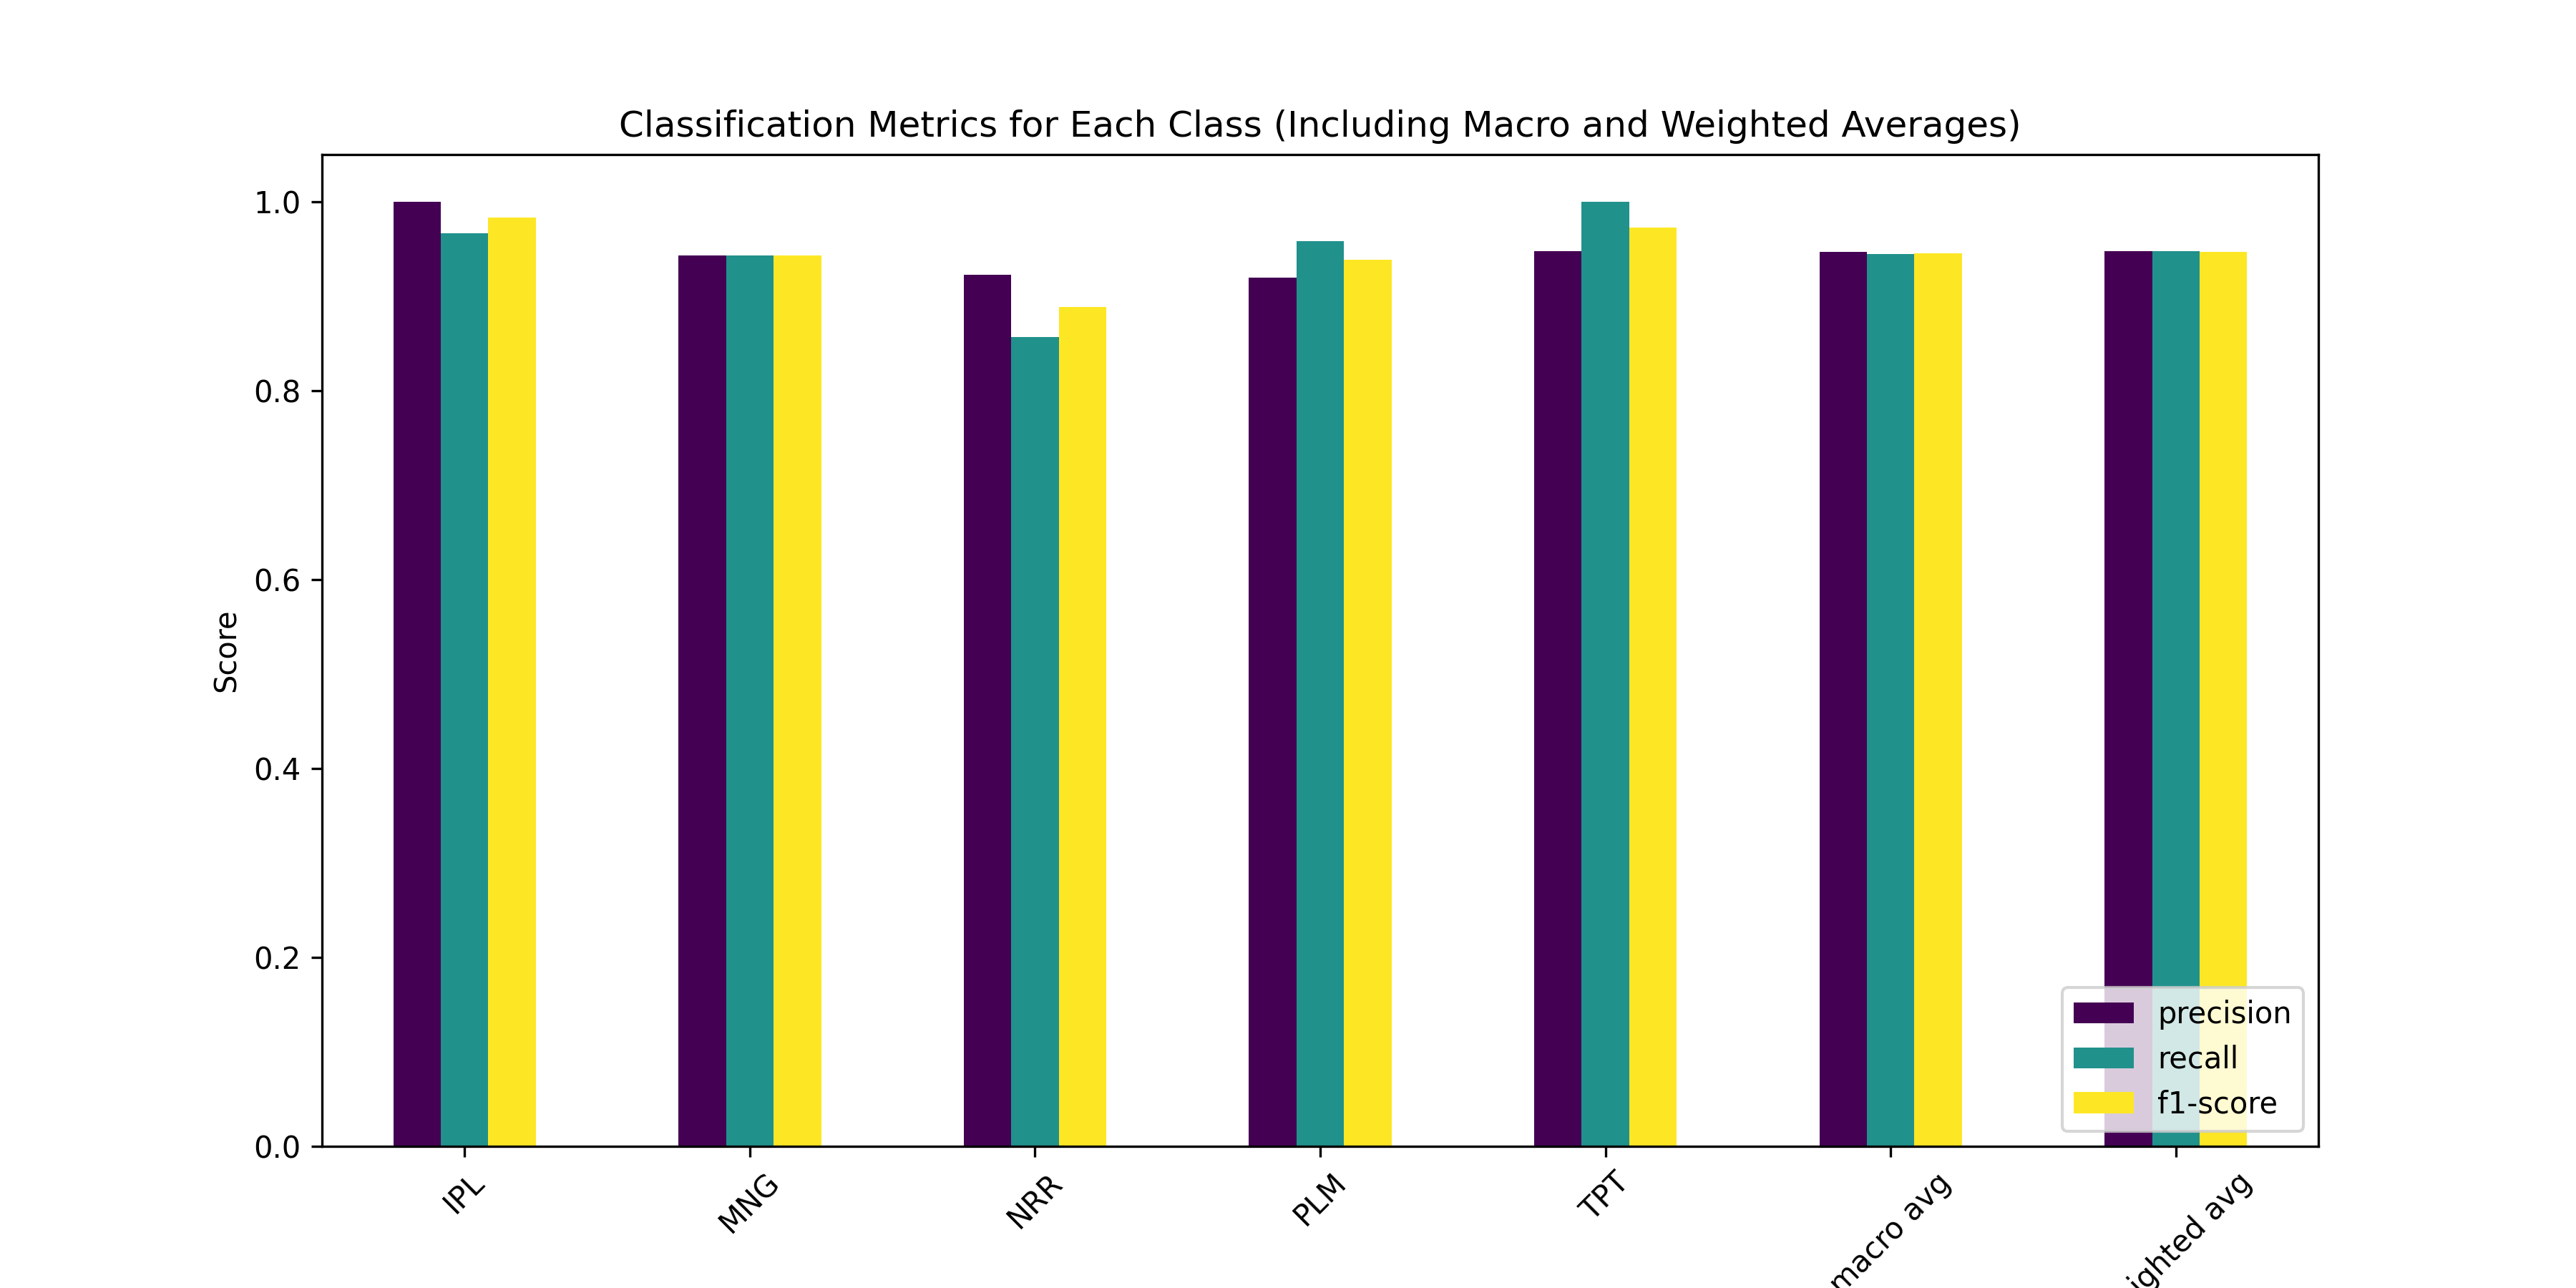 Classification Metrics for Each Class (Including Macro and Weighted Averages)
Score
1.0
0.8
0.6
0.4
0.2
0.0
precision
recall
f1-score
IPL
MNG
NRR
PLM
TPT
macro avg
ighted avg